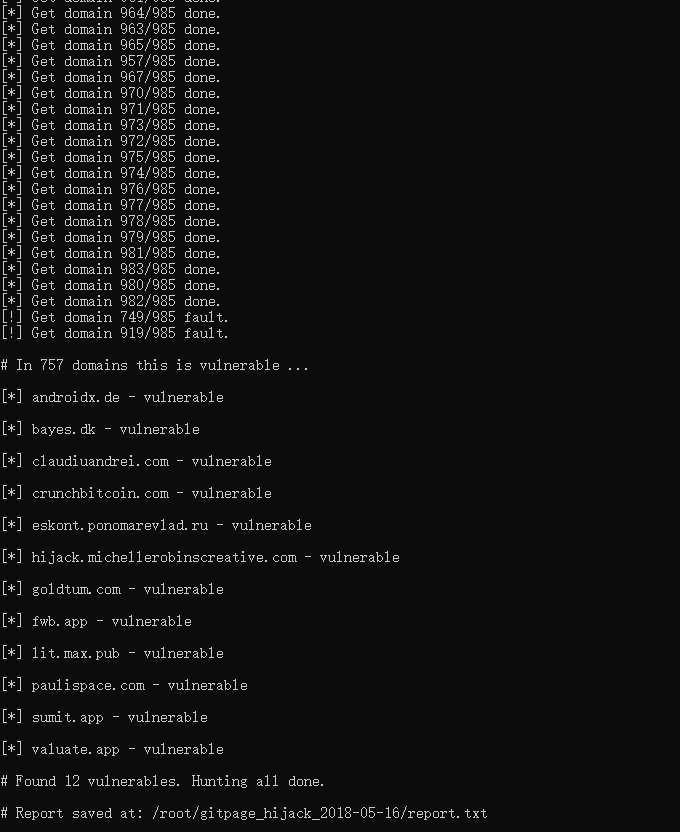 [*] Get domain 964/985 done.
[*] Get domain 963/985 done.
[*] Get domain 965/985 done.
[*] Get domain 957/985 done.
[*] Get domain 967/985 done.
[*] Get domain 970/985 done.
[*] Get domain 971/985 done.
[*] Get domain 973/985 done.
[*] Get domain 972/985 done.
[*] Get domain 975/985 done.
[*] Get domain 974/985 done.
[*] Get domain 976/985 done.
[*] Get domain 977/985 done.
[*] Get domain 978/985 done.
[*] Get domain 979/985 done.
[*] Get domain 981/985 done.
[*] Get domain 983/985 done.
[*] Get domain 980/985 done.
[*] Get domain 982/985 done.
[!] Get domain 749/985 fault.
[!] Get domain 919/985 fault.
# In 757 domains this is vulnerable ...
[*] androidx.de - vulnerable
[*] bayes.dk - vulnerable
[*] claudiuandrei.com - vulnerable
[*] crunchbitcoin.com - vulnerable
[*] eskont.ponomarevlad.ru - vulnerable
[*] hijack.michellerobinscreative.com - vulnerable
[*] goldtum.com - vulnerable
[*] fwb.app - vulnerable
[*] lit.max.pub - vulnerable
[*] paulispace.com - vulnerable
[*] sumit.app - vulnerable
[*] valuate.app - vulnerable
# Found 12 vulnerables. Hunting all done.
# Report saved at: /root/gitpage_hijack_2018-05-16/report.txt